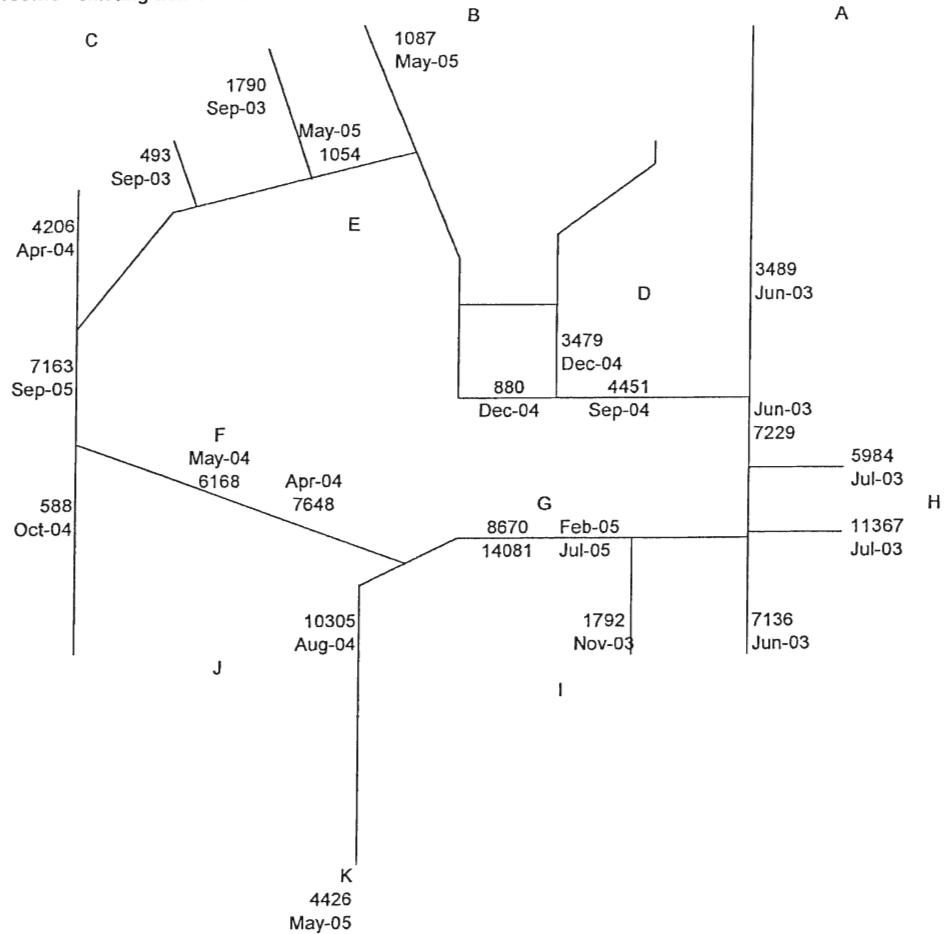 B
A
C
1087
May-05
1790
Sep-03
May-05
1054
493
Sep-03
4206
Apr-04
E
3489
Jun-03
D
3479
Dec-04
7163
Sep-05
880
Dec-04
4451
Sep-04
Jun-03
7229
F
May-04
6168
Apr-04
7648
5984
Jul-03
H
11367
Jul-03
588
Oct-04
G
8670 Feb-05
14081 Jul-05
10305
Aug-04
1792
Nov-03
7136
Jun-03
J
I
K
4426
May-05